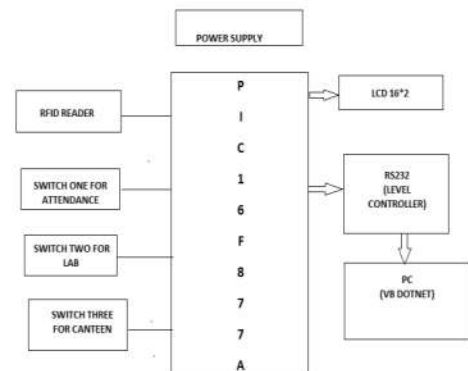 POWER SUPPLY
RFID READER
SWITCH ONE FOR
ATTENDANCE
SWITCH TWO FOR
LAB
SWITCH THREE
FOR CANTEEN
P
I
C
1
6
F
8
7
7
A
LCD 16*2
RS232
(LEVEL
CONTROLLER)
PC
(VB DOTNET)